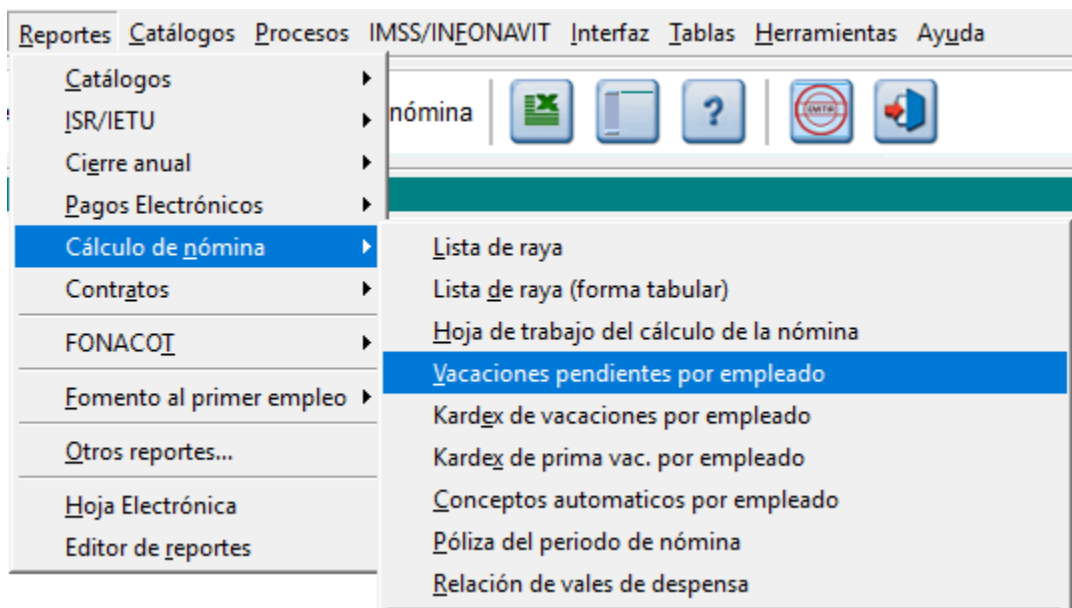 Reportes Catálogos Procesos IMSS/INFONAVIT Interfaz Tablas Herramientas Ayuda
nómina
?
Catálogos
ISR/IETU
Cierre anual
Pagos Electrónicos
Cálculo de nómina
Contratos
FONACOT
Fomento al primer empleo
Otros reportes...
Hoja Electrónica
Editor de reportes
Lista de raya
Lista de raya (forma tabular)
Hoja de trabajo del cálculo de la nómina
Vacaciones pendientes por empleado
Kardex de vacaciones por empleado
Kardex de prima vac. por empleado
Conceptos automaticos por empleado
Póliza del periodo de nómina
Relación de vales de despensa